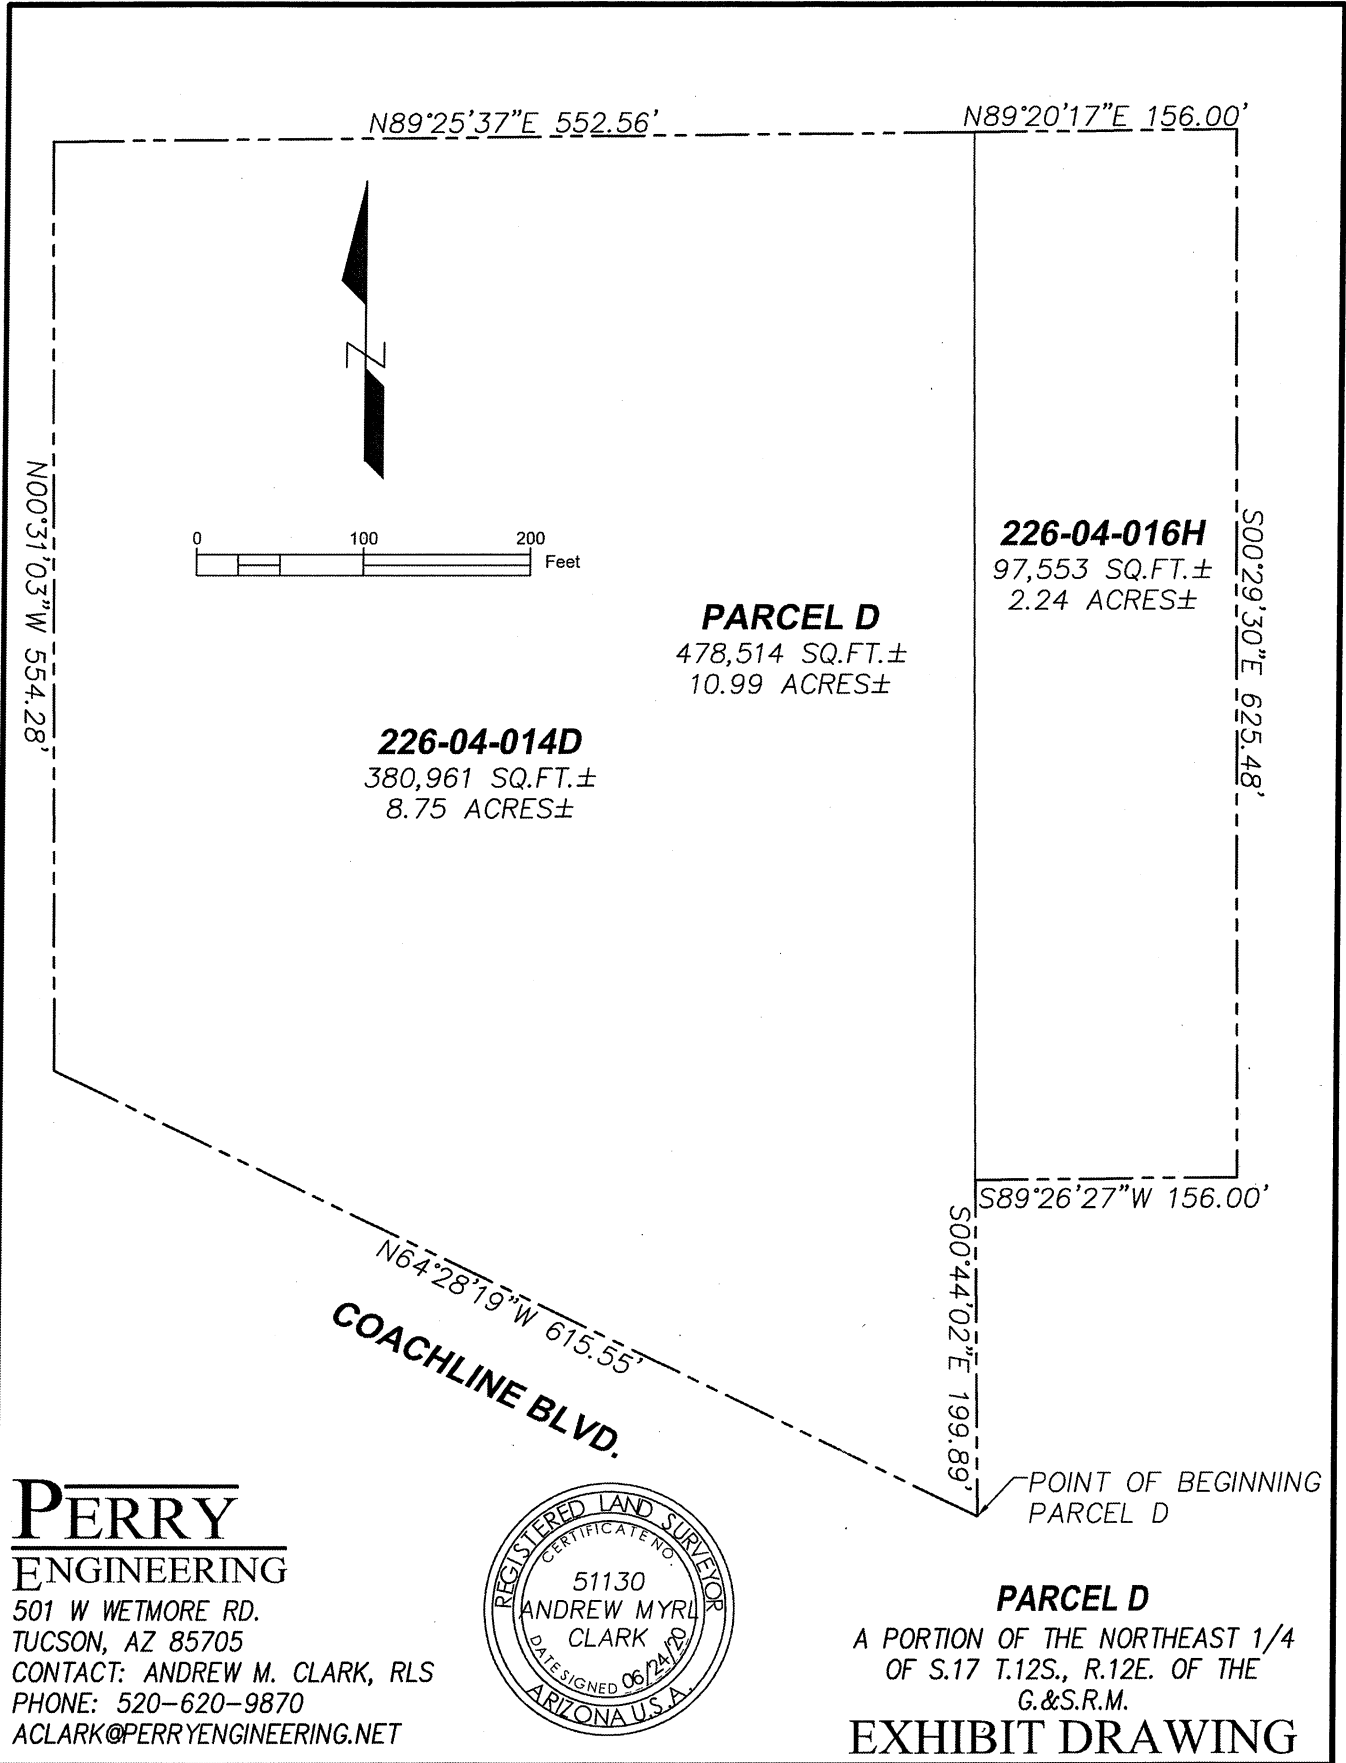 N89°25'37"E 552.56'
N89°20'17"E 156.00'
N
N00°31'03"W 554.28'
0 100 200
Feet
226-04-016H
97,553 SQ.FT.±
2.24 ACRES±
S00°29'30"E 625.48'
PARCEL D
478,514 SQ.FT.±
10.99 ACRES±
226-04-014D
380,961 SQ.FT.±
8.75 ACRES±
S89°26'27"W 156.00'
S00°44'02"E 199.89'
N64°28'19"W 615.55'
COACHLINE BLVD.
POINT OF BEGINNING
PARCEL D
PERRY
ENGINEERING
501 W WETMORE RD.
TUCSON, AZ 85705
CONTACT: ANDREW M. CLARK, RLS
PHONE: 520-620-9870
ACLARK@PERRYENGINEERING.NET
REGISTERED LAND SURVEYOR
CERTIFICATE NO.
51130
ANDREW MYRL
CLARK
DATE SIGNED 06/24/20
ARIZONA U.S.A.
PARCEL D
A PORTION OF THE NORTHEAST 1/4
OF S.17 T.12S., R.12E. OF THE
G.&S.R.M.
EXHIBIT DRAWING